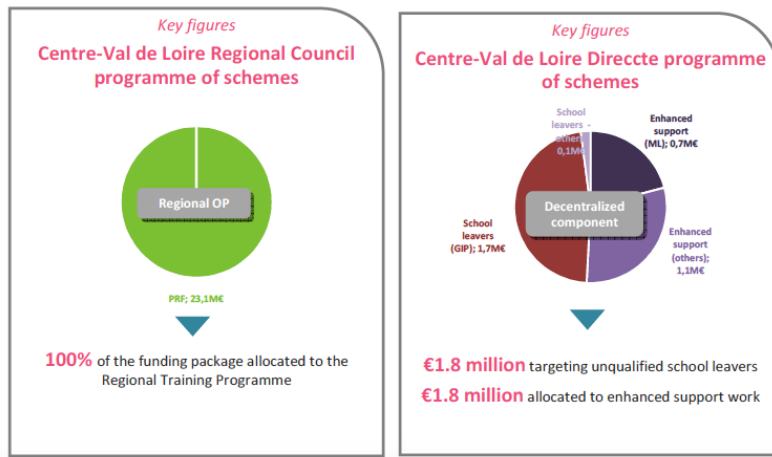 Key figures
Centre-Val de Loire Regional Council
programme of schemes
Regional OP
PRF; 23,1M€
100% of the funding package allocated to the
Regional Training Programme
Key figures
Centre-Val de Loire Direccte programme
of schemes
School
leavers -
others;
0,1M€
Enhanced
support
(ML); 0,7M€
Decentralized
component
School
leavers
(GIP); 1,7M€
Enhanced
support
(others);
1,1M€
€1.8 million targeting unqualified school leavers
€1.8 million allocated to enhanced support work